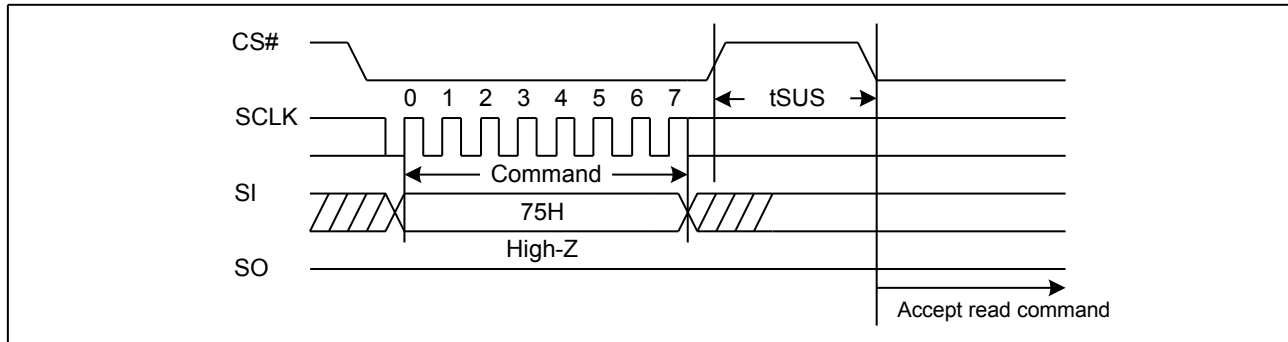 CS#
tSUS
0 1 2 3 4 5 6 7
SCLK
Command
SI
75H
High-Z
SO
Accept read command